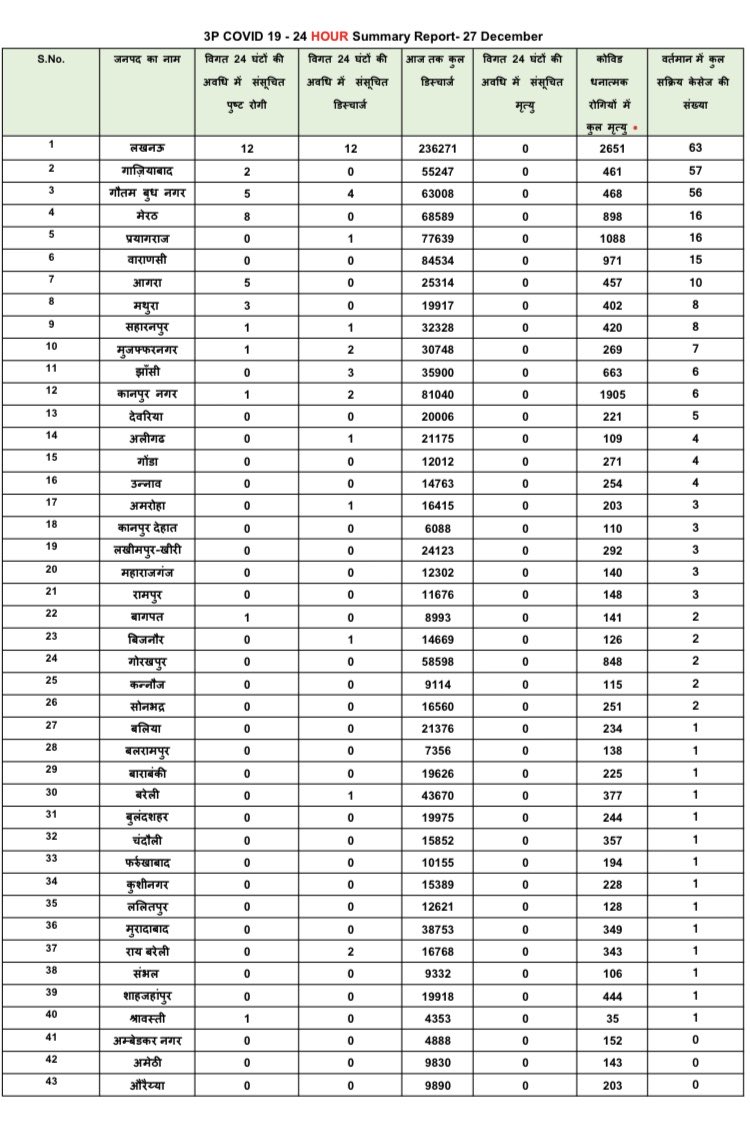 3P COVID 19 - 24 HOUR Summary Report- 27 December
S.No. जनपद का नाम विगत 24 घंटों की अवधि में संसूचित पुष्ट रोगी विगत 24 घंटों की अवधि में संसूचित डिस्चार्ज आज तक कुल डिस्चार्ज विगत 24 घंटों की अवधि में संसूचित मृत्यु कोविड धनात्मक रोगियों में कुल मृत्यु • वर्तमान में कुल सक्रिय केसेज की संख्या
1 लखनऊ 12 12 236271 0 2651 63
2 गाज़ियाबाद 2 0 55247 0 461 57
3 गौतम बुध नगर 5 4 63008 0 468 56
4 मेरठ 8 0 68589 0 898 16
5 प्रयागराज 0 1 77639 0 1088 16
6 वाराणसी 0 0 84534 0 971 15
7 आगरा 5 0 25314 0 457 10
8 मथुरा 3 0 19917 0 402 8
9 सहारनपुर 1 1 32328 0 420 8
10 मुजफ्फरनगर 1 2 30748 0 269 7
11 झाँसी 0 3 35900 0 663 6
12 कानपुर नगर 1 2 81040 0 1905 6
13 देवरिया 0 0 20006 0 221 5
14 अलीगढ 0 1 21175 0 109 4
15 गोंडा 0 0 12012 0 271 4
16 उन्नाव 0 0 14763 0 254 4
17 अमरोहा 0 1 16415 0 203 3
18 कानपुर देहात 0 0 6088 0 110 3
19 लखीमपुर-खीरी 0 0 24123 0 292 3
20 महाराजगंज 0 0 12302 0 140 3
21 रामपुर 0 0 11676 0 148 3
22 बागपत 1 0 8993 0 141 2
23 बिजनौर 0 1 14669 0 126 2
24 गोरखपुर 0 0 58598 0 848 2
25 कन्नौज 0 0 9114 0 115 2
26 सोनभद्र 0 0 16560 0 251 2
27 बलिया 0 0 21376 0 234 1
28 बलरामपुर 0 0 7356 0 138 1
29 बाराबंकी 0 0 19626 0 225 1
30 बरेली 0 1 43670 0 377 1
31 बुलंदशहर 0 0 19975 0 244 1
32 चंदौली 0 0 15852 0 357 1
33 फर्रुखाबाद 0 0 10155 0 194 1
34 कुशीनगर 0 0 15389 0 228 1
35 ललितपुर 0 0 12621 0 128 1
36 मुरादाबाद 0 0 38753 0 349 1
37 राय बरेली 0 2 16768 0 343 1
38 संभल 0 0 9332 0 106 1
39 शाहजहांपुर 0 0 19918 0 444 1
40 श्रावस्ती 1 0 4353 0 35 1
41 अम्बेडकर नगर 0 0 4888 0 152 0
42 अमेठी 0 0 9830 0 143 0
43 औरैय्या 0 0 9890 0 203 0